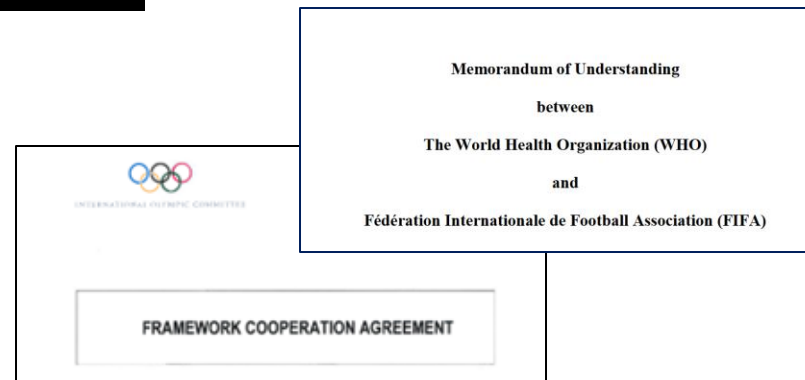 Memorandum of Understanding
between
The World Health Organization (WHO)
and
Fédération Internationale de Football Association (FIFA)
INTERNATIONAL OLYMPIC COMMITTEE
FRAMEWORK COOPERATION AGREEMENT